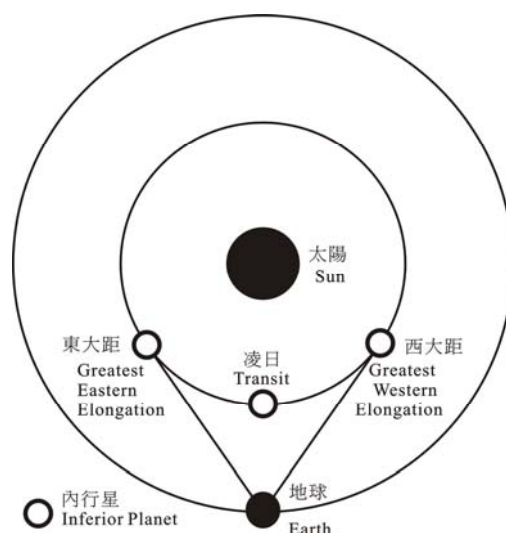 太陽
Sun
東大距
Greatest
Eastern
Elongation
凌日
Transit
西大距
Greatest
Western
Elongation
內行星
Inferior Planet
地球
Earth